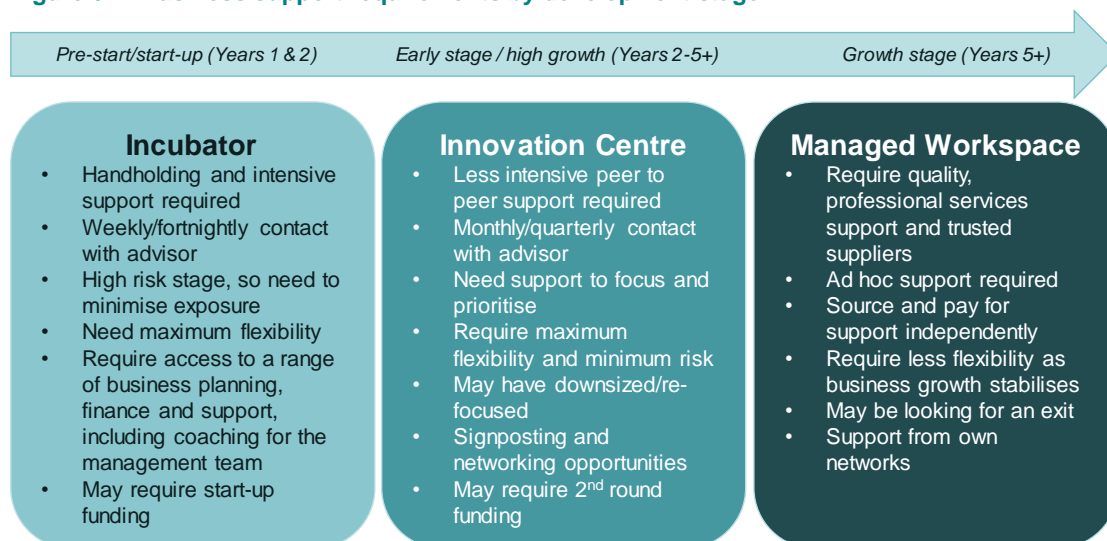 Pre-start/start-up (Years 1 & 2)
Early stage / high growth (Years 2-5+)
Growth stage (Years 5+)
Incubator
• Handholding and intensive
support required
• Weekly/fortnightly contact
with advisor
• High risk stage, so need to
minimise exposure
• Need maximum flexibility
• Require access to a range
of business planning,
finance and support,
including coaching for the
management team
• May require start-up
funding
Innovation Centre
• Less intensive peer to
peer support required
• Monthly/quarterly contact
with advisor
• Need support to focus and
prioritise
• Require maximum
flexibility and minimum risk
• May have downsized/re-
focused
• Signposting and
networking opportunities
• May require 2nd round
funding
Managed Workspace
• Require quality,
professional services
support and trusted
suppliers
• Ad hoc support required
• Source and pay for
support independently
• Require less flexibility as
business growth stabilises
• May be looking for an exit
• Support from own
networks